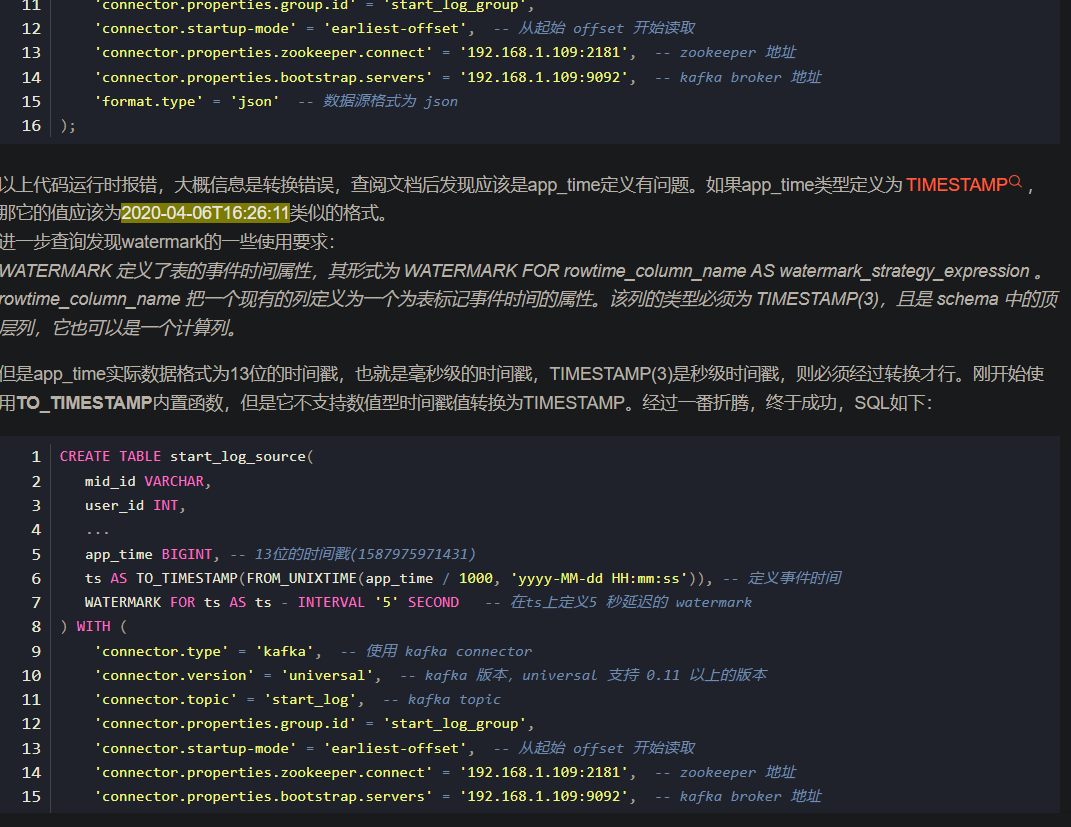 11 'connector.properties.group.id' = 'start_log_group',
12 'connector.startup-mode' = 'earliest-offset',  -- 从起始 offset 开始读取
13 'connector.properties.zookeeper.connect' = '192.168.1.109:2181',  -- zookeeper 地址
14 'connector.properties.bootstrap.servers' = '192.168.1.109:9092',  -- kafka broker 地址
15 'format.type' = 'json'  -- 数据源格式为 json
16 );
以上代码运行时报错，大概信息是转换错误，查阅文档后发现应该是app_time定义有问题。如果app_time类型定义为TIMESTAMP，
那它的值应该为2020-04-06T16:26:11类似的格式。
进一步查询发现watermark的一些使用要求：
WATERMARK 定义了表的事件时间属性，其形式为 WATERMARK FOR rowtime_column_name AS watermark_strategy_expression 。
rowtime_column_name 把一个现有的列定义为一个为表标记事件时间的属性。该列的类型必须为 TIMESTAMP(3)，且是 schema 中的顶
层列，它也可以是一个计算列。
但是app_time实际数据格式为13位的时间戳，也就是毫秒级的时间戳，TIMESTAMP(3)是秒级时间戳，则必须经过转换才行。刚开始使
用TO_TIMESTAMP内置函数，但是它不支持数值型时间戳值转换为TIMESTAMP。经过一番折腾，终于成功，SQL如下：
1 CREATE TABLE start_log_source(
2 mid_id VARCHAR,
3 user_id INT,
4 ...
5 app_time BIGINT, -- 13位的时间戳(1587975971431)
6 ts AS TO_TIMESTAMP(FROM_UNIXTIME(app_time / 1000, 'yyyy-MM-dd HH:mm:ss')), -- 定义事件时间
7 WATERMARK FOR ts AS ts - INTERVAL '5' SECOND   -- 在ts上定义5 秒延迟的 watermark
8 ) WITH (
9 'connector.type' = 'kafka',  -- 使用 kafka connector
10 'connector.version' = 'universal',  -- kafka 版本，universal 支持 0.11 以上的版本
11 'connector.topic' = 'start_log',  -- kafka topic
12 'connector.properties.group.id' = 'start_log_group',
13 'connector.startup-mode' = 'earliest-offset',  -- 从起始 offset 开始读取
14 'connector.properties.zookeeper.connect' = '192.168.1.109:2181',  -- zookeeper 地址
15 'connector.properties.bootstrap.servers' = '192.168.1.109:9092',  -- kafka broker 地址